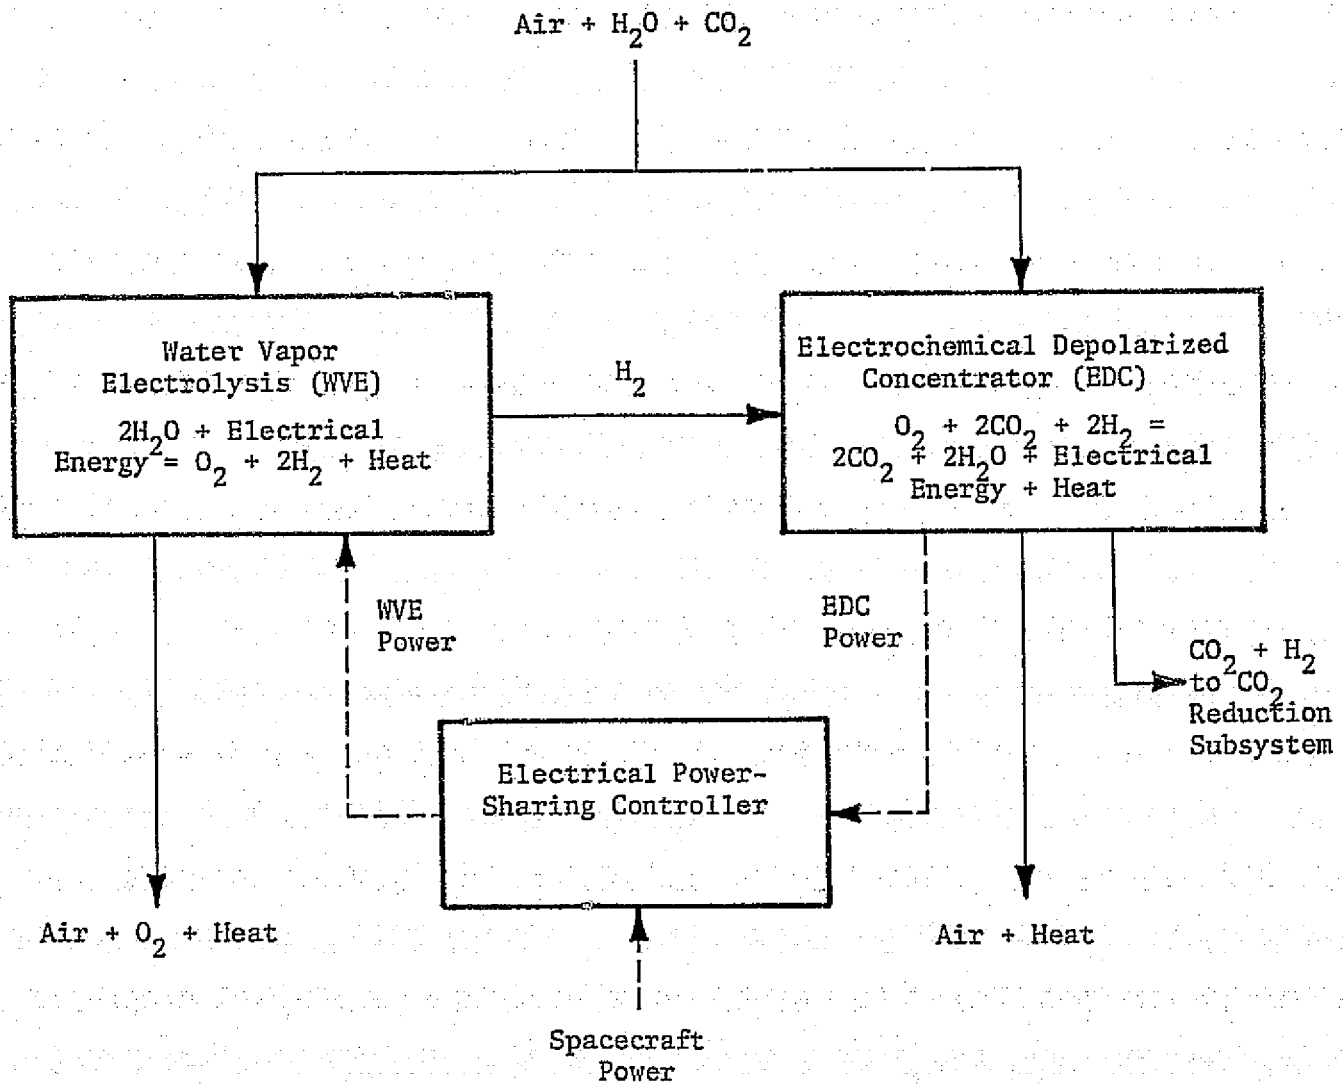 Air + H₂O + CO₂
Water Vapor
Electrolysis (WVE)
2H₂O + Electrical
Energy = O₂ + 2H₂ + Heat
H₂
Electrochemical Depolarized
Concentrator (EDC)
O₂ + 2CO₂ + 2H₂ =
2CO₂ + 2H₂O + Electrical
Energy + Heat
WVE
Power
EDC
Power
CO₂ + H₂
to CO₂
Reduction
Subsystem
Electrical Power-
Sharing Controller
Air + O₂ + Heat
Air + Heat
Spacecraft
Power